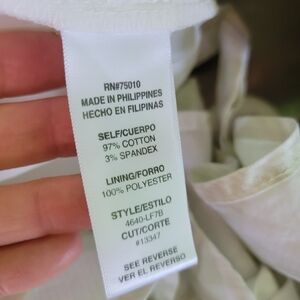 RN#75010
MADE IN PHILIPPINES
HECHO EN FILIPINAS
SELF/CUERPO
97% COTTON
3% SPANDEX
LINING/FORRO
100% POLYESTER
STYLE/ESTILO
4640-LF7B
CUT/CORTE
#13347
SEE REVERSE
VER EL REVERSO